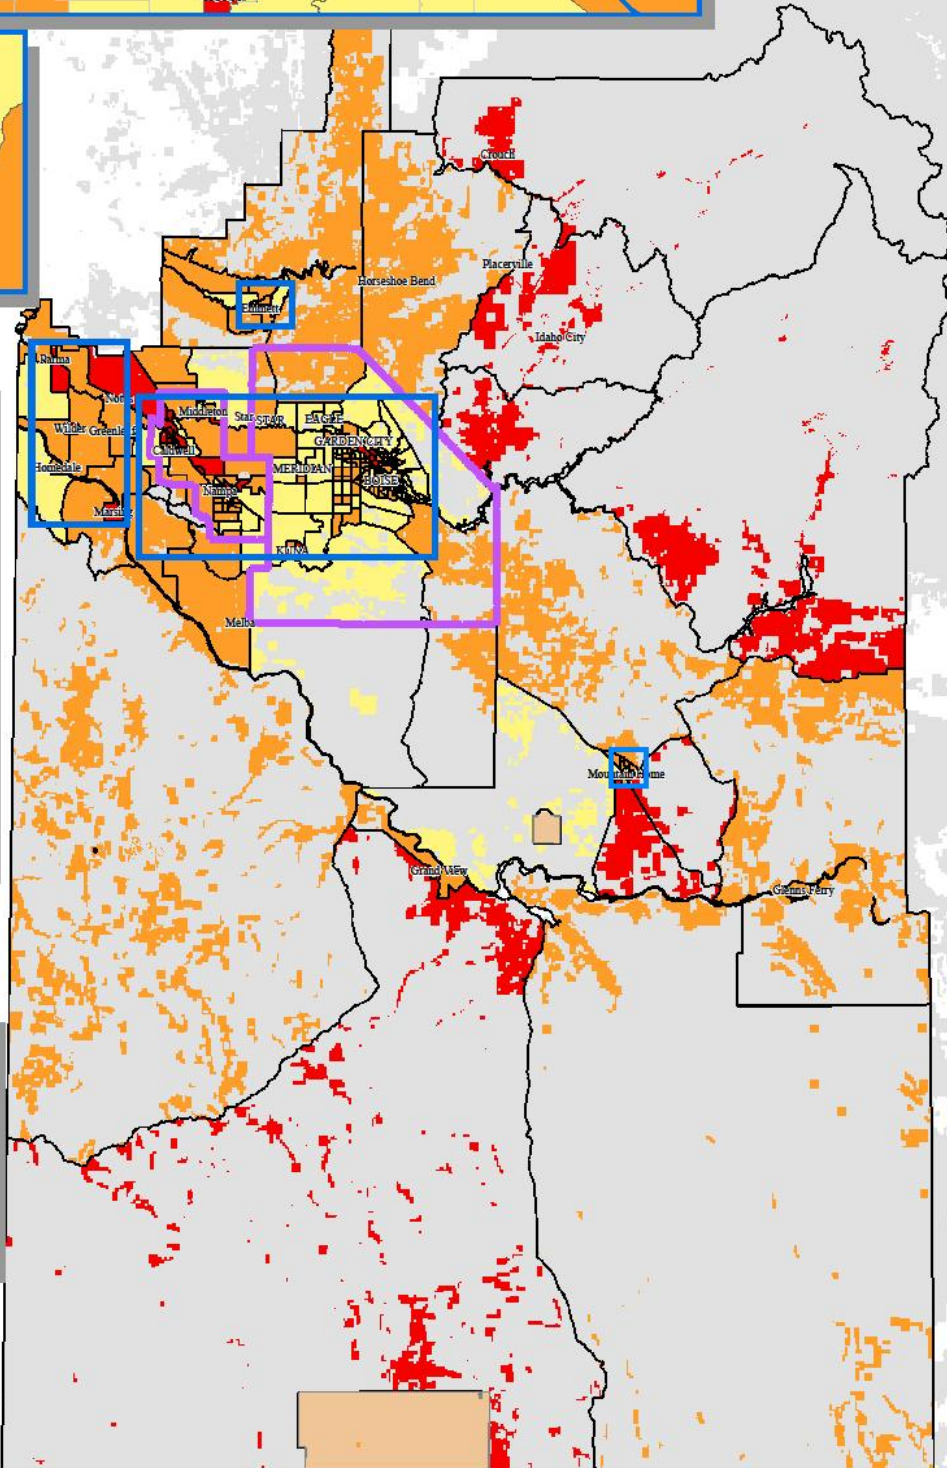 Crouch
Placerville
Horseshoe Bend
Emmett
Idaho City
Parma
Notus
Middleton
Star
STAR
EAGLE
Wilder
Greenleaf
GARDEN CITY
Caldwell
Homedale
MERIDIAN
BOISE
Nampa
Marsing
KUNA
Melba
Mountain Home
Grand View
Glenns Ferry